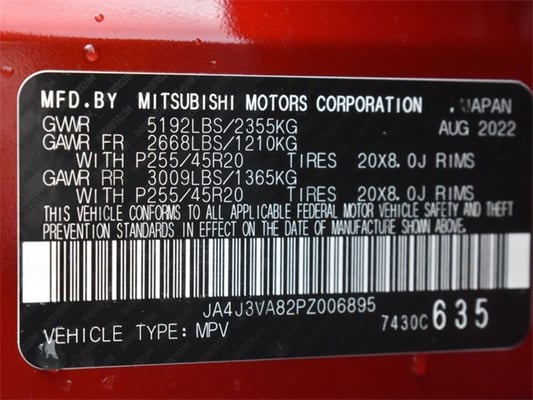 MFD.BY MITSUBISHI MOTORS CORPORATION .JAPAN
GVWR 5192LBS/2355KG AUG 2022
GAWR FR 2668LBS/1210KG
WITH P255/45R20 TIRES 20X8.0J RIMS
GAWR RR 3009LBS/1365KG
WITH P255/45R20 TIRES 20X8.0J RIMS
THIS VEHICLE CONFORMS TO ALL APPLICABLE FEDERAL MOTOR VEHICLE SAFETY AND THEFT
PREVENTION STANDARDS IN EFFECT ON THE DATE OF MANUFACTURE SHOWN ABOVE.
JA4J3VA82PZ006895
VEHICLE TYPE: MPV 7430C 635